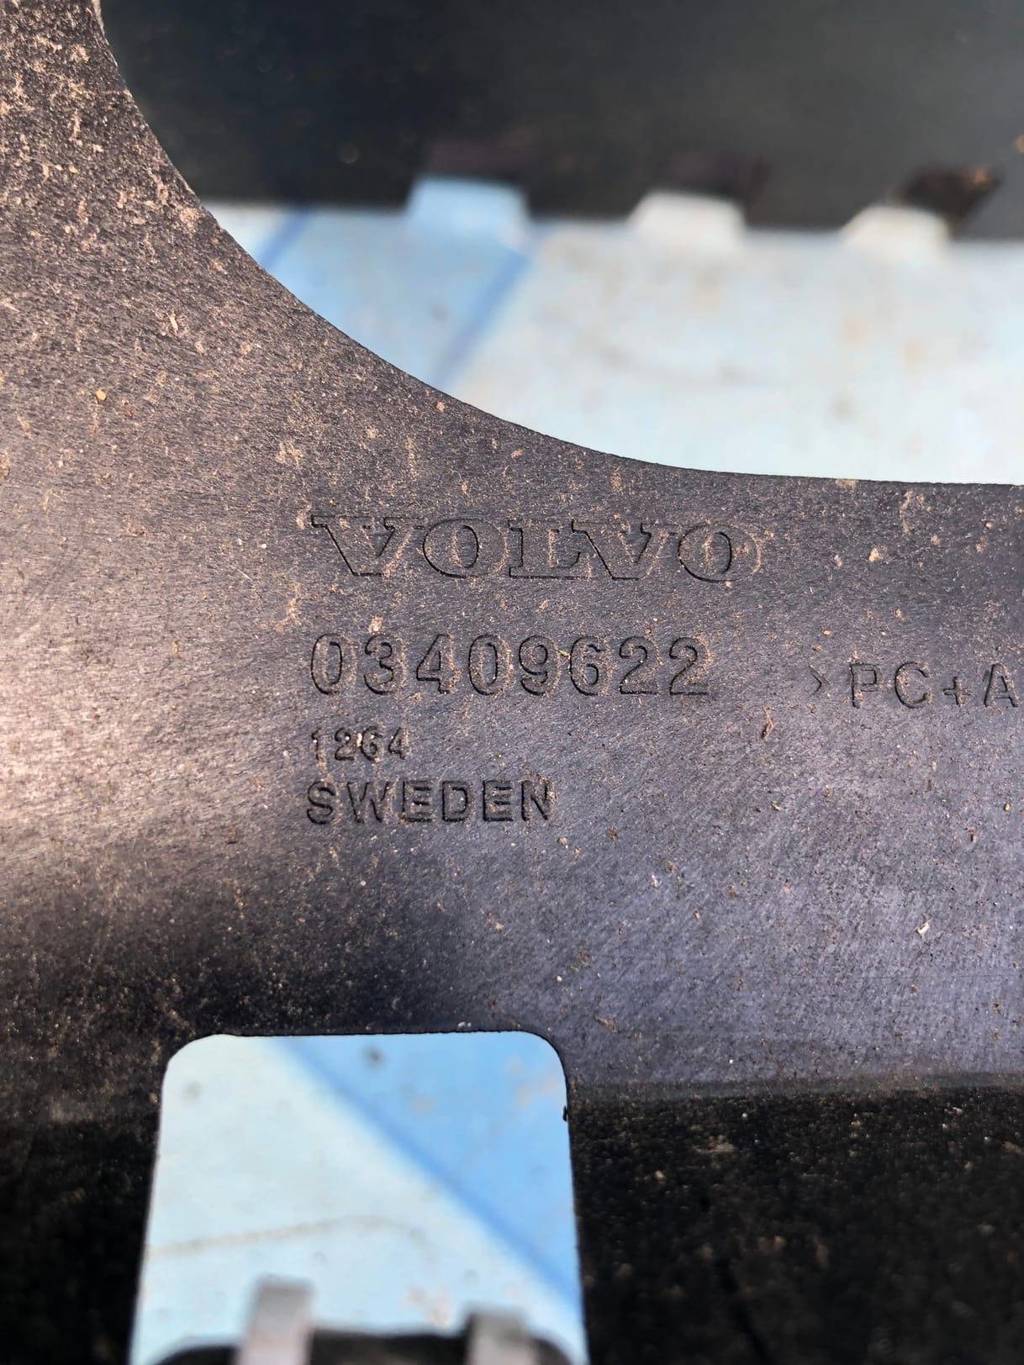 VOLVO
03409622
>PC+A
1264
SWEDEN